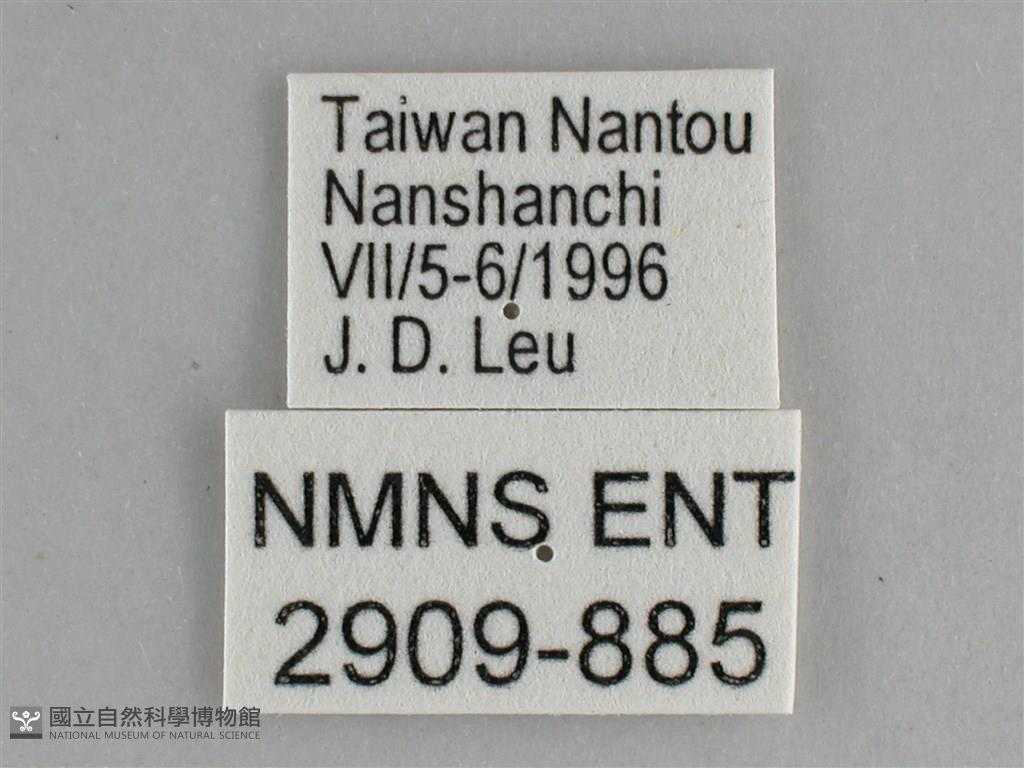 Taiwan Nantou
Nanshanchi
VII/5-6/1996
J. D. Leu
NMNS ENT
2909-885
國立自然科學博物館
NATIONAL MUSEUM OF NATURAL SCIENCE